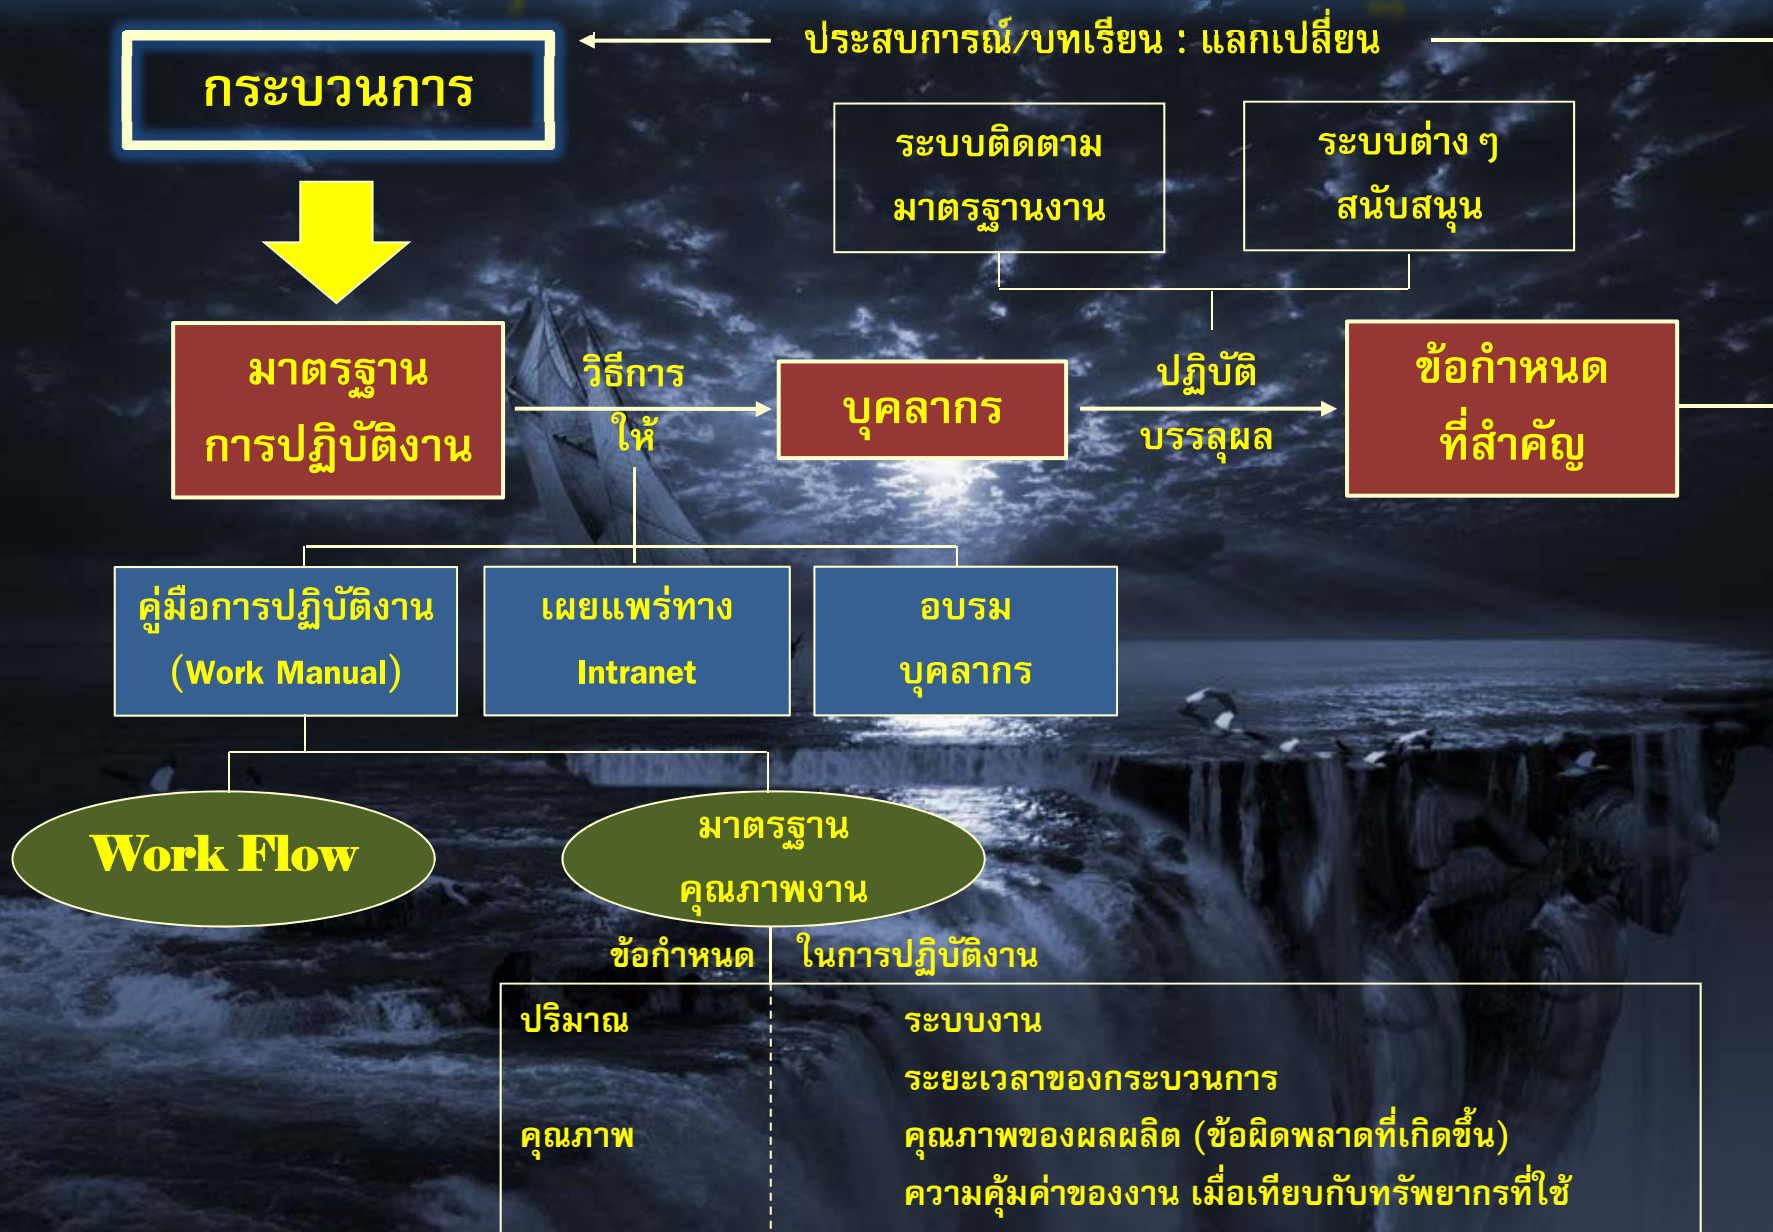 ประสบการณ์/บทเรียน : แลกเปลี่ยน
กระบวนการ
ระบบติดตาม
มาตรฐานงาน
ระบบต่าง ๆ
สนับสนุน
มาตรฐาน
การปฏิบัติงาน
วิธีการ
ให้
บุคลากร
ปฏิบัติ
บรรลุผล
ข้อกำหนด
ที่สำคัญ
คู่มือการปฏิบัติงาน
(Work Manual)
เผยแพร่ทาง
Intranet
อบรม
บุคลากร
Work Flow
มาตรฐาน
คุณภาพงาน
ข้อกำหนด ในการปฏิบัติงาน
ปริมาณ ระบบงาน
ระยะเวลาของกระบวนการ
คุณภาพ คุณภาพของผลผลิต (ข้อผิดพลาดที่เกิดขึ้น)
ความคุ้มค่าของงาน เมื่อเทียบกับทรัพยากรที่ใช้